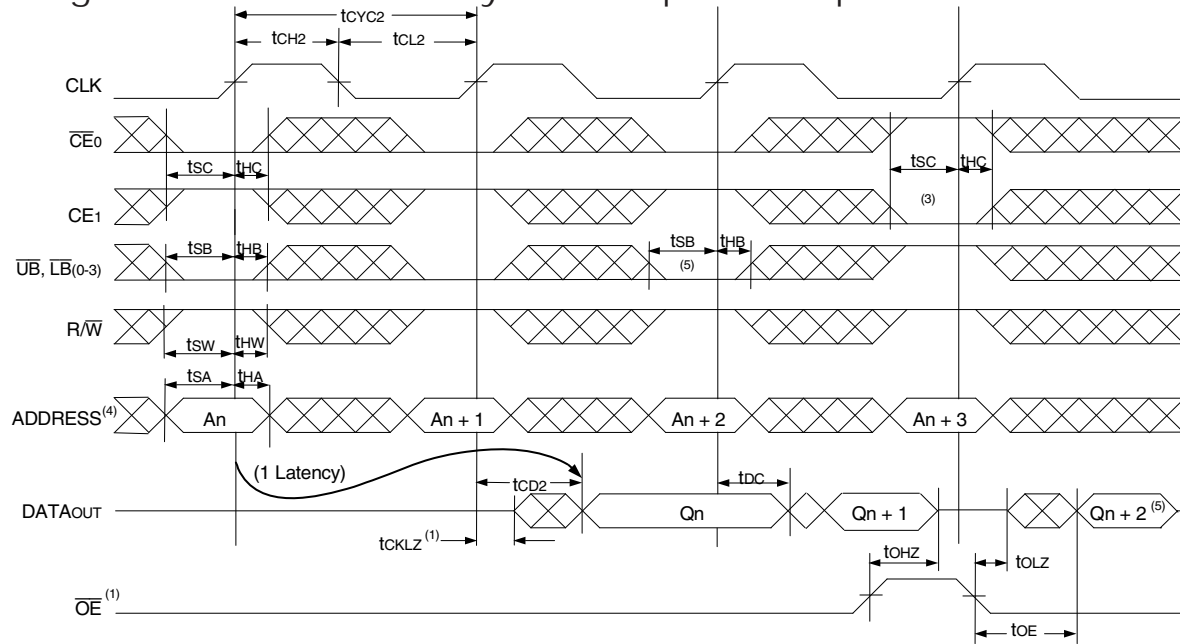 tCYC2
tCH2 tCL2
CLK
CE0
tSC tHC tSC tHC
CE1 (3)
tSB tHB tSB tHB
UB, LB(0-3) (5)
R/W
tSW tHW
tSA tHA
ADDRESS(4) An An + 1 An + 2 An + 3
(1 Latency) tCD2 tDC
DATAOUT Qn Qn + 1 Qn + 2 (5)
tCKLZ (1)
tOHZ tOLZ
OE (1)
tOE